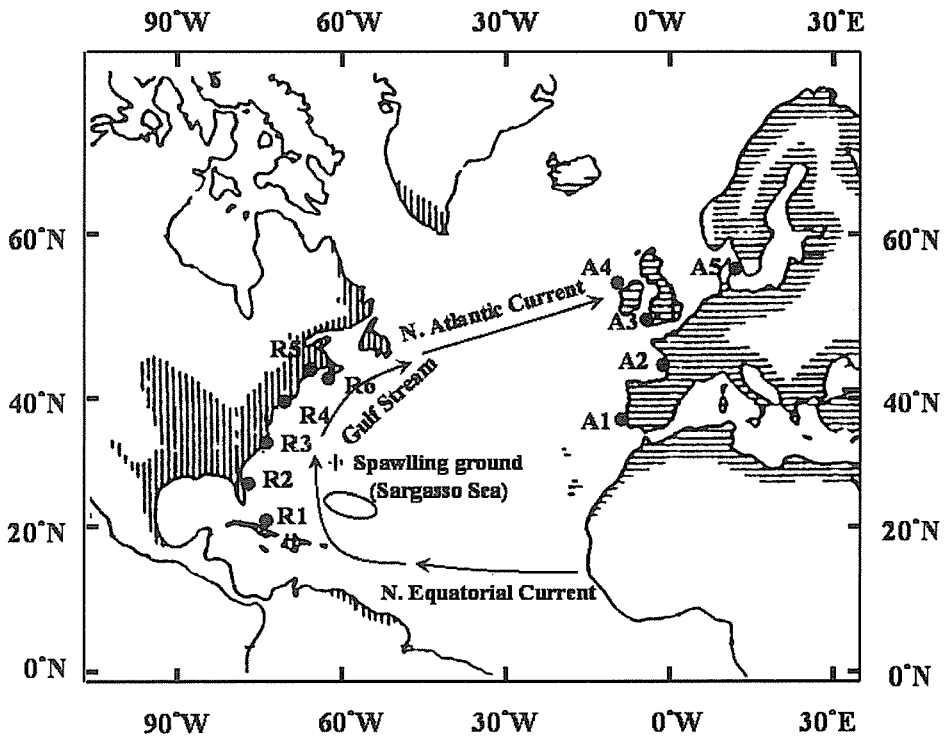 90°W 60°W 30°W 0°W 30°E
60°N 60°N
A4 A5
N. Atlantic Current
A3
R5
A2
R6
40°N 40°N
R4
Gulf Stream
A1
R3
Spawlling ground
R2
(Sargasso Sea)
R1
20°N 20°N
N. Equatorial Current
0°N 0°N
90°W 60°W 30°W 0°W 30°E